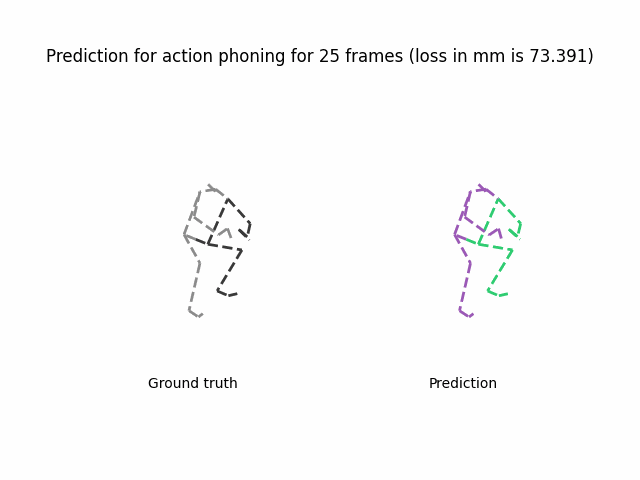 Prediction for action phoning for 25 frames (loss in mm is 73.391)
Ground truth
Prediction